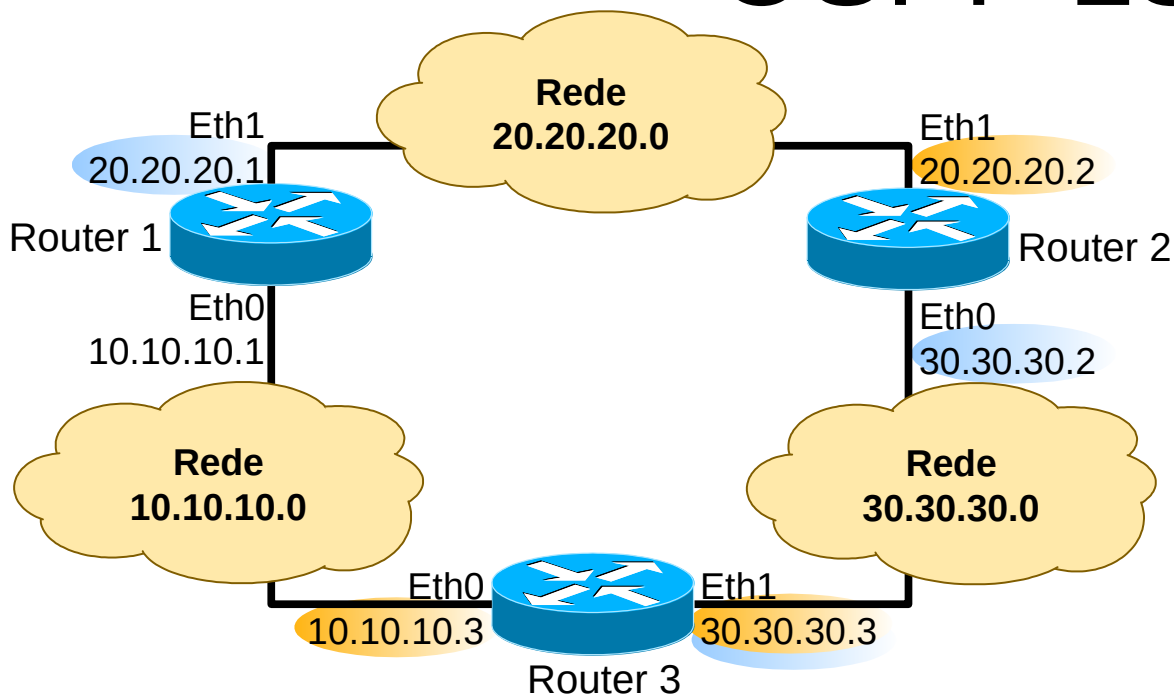 Rede
20.20.20.0
Eth1
20.20.20.1
Eth1
20.20.20.2
Router 1
Router 2
Eth0
10.10.10.1
Eth0
30.30.30.2
Rede
10.10.10.0
Rede
30.30.30.0
Eth0
10.10.10.3
Eth1
30.30.30.3
Router 3